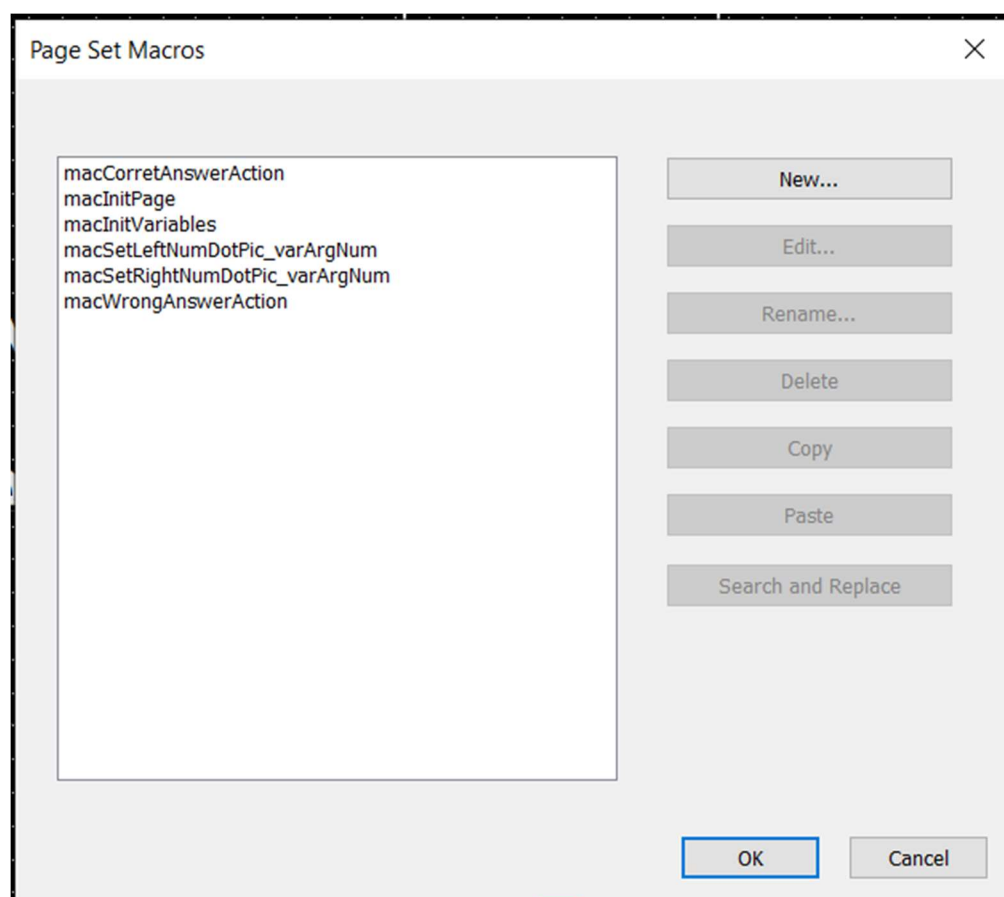 Page Set Macros
macCorretAnswerAction
macInitPage
macInitVariables
macSetLeftNumDotPic_varArgNum
macSetRightNumDotPic_varArgNum
macWrongAnswerAction
New...
Edit...
Rename...
Delete
Copy
Paste
Search and Replace
OK
Cancel